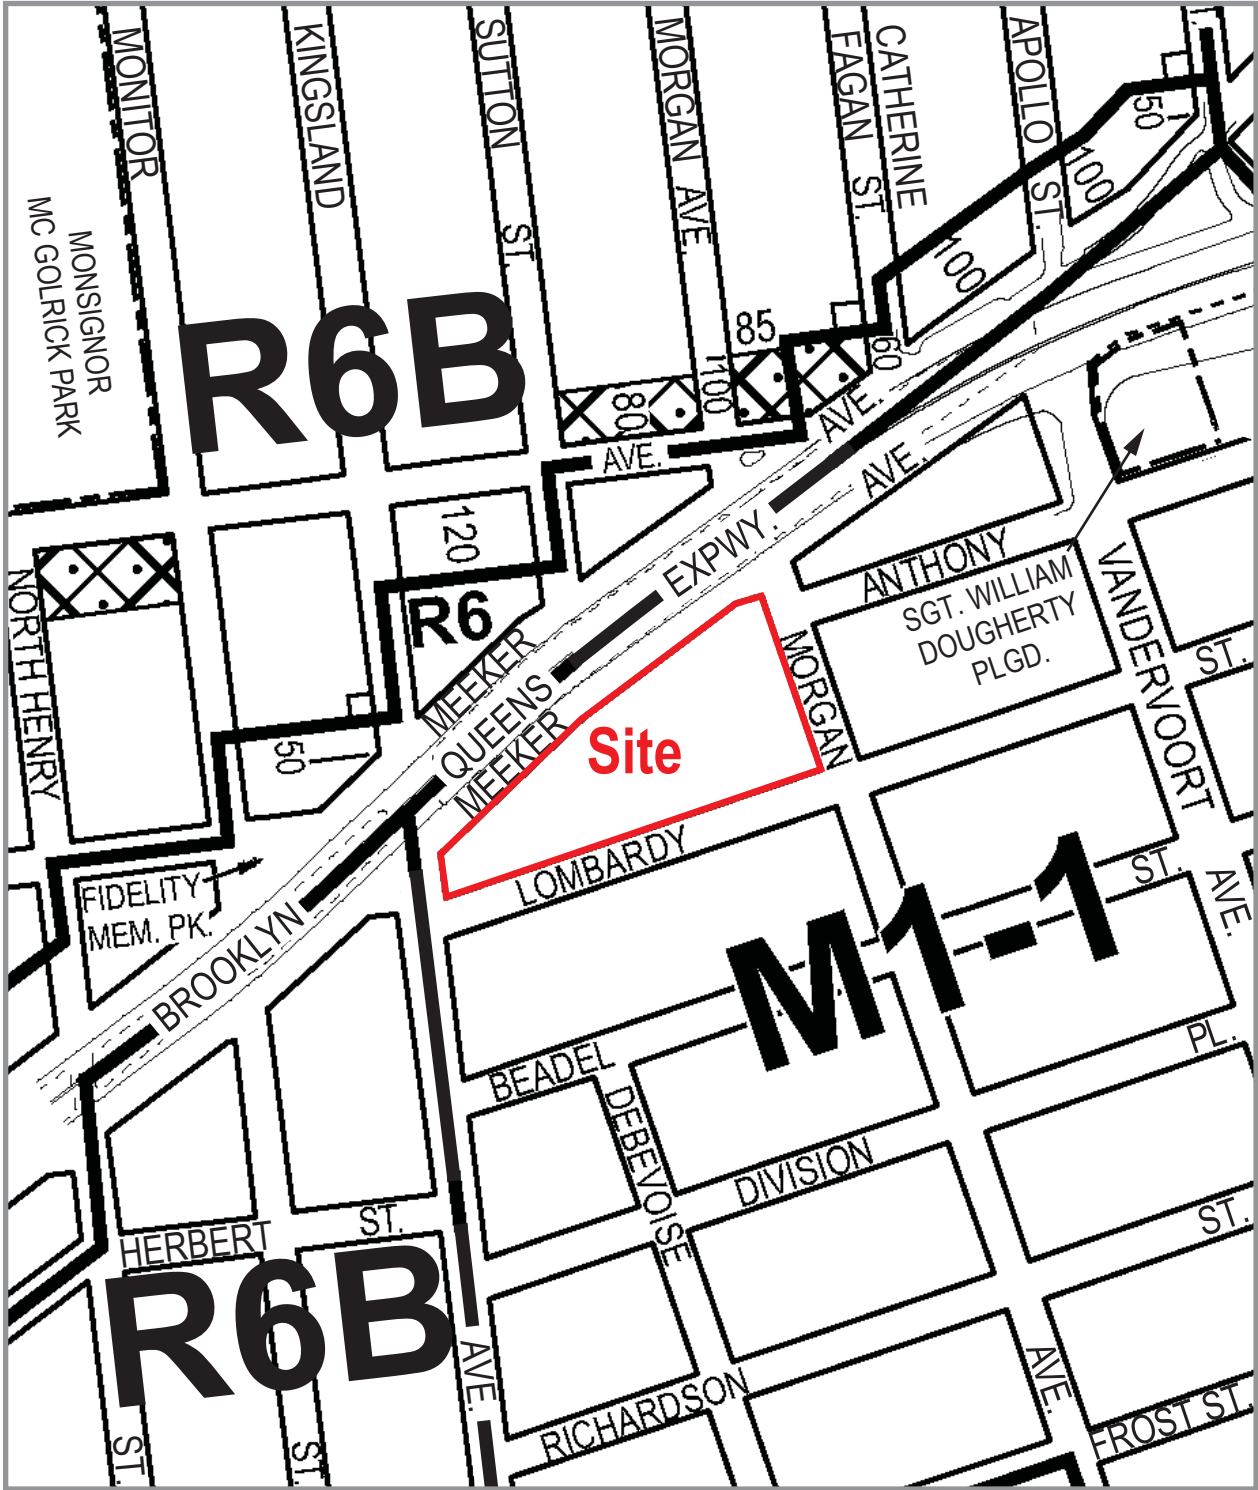 MONITOR
KINGSLAND
SUTTON
ST.
MORGAN AVE.
CATHERINE
FAGAN ST.
APOLLO ST.
50
100
100
MONSIGNOR
MC GOLRICK PARK
R6B
85
80
100
60
AVE.
AVE.
AVE.
120
R6
MEEKER
QUEENS
MEEKER
EXPWY.
ANTHONY
ST.
SGT. WILLIAM
DOUGHERTY
PLGD.
VANDERVOORT
AVE.
NORTH HENRY
50
Site
MORGAN
LOMBARDY
ST.
FIDELITY
MEM. PK.
BROOKLYN
M1-1
BEADEL
DEBEVOISE
PL.
DIVISION
ST.
HERBERT
ST.
R6B
AVE.
AVE.
RICHARDSON
FROST ST.
ST.
ST.